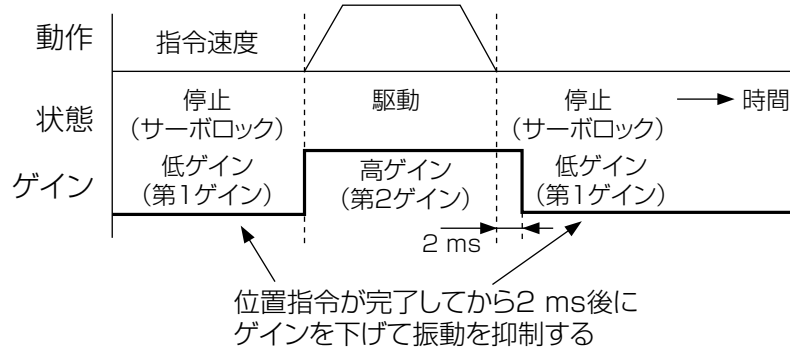 動作
指令速度
状態
停止
(サーボロック)
駆動
停止
(サーボロック)
時間
ゲイン
低ゲイン
(第1ゲイン)
高ゲイン
(第2ゲイン)
低ゲイン
(第1ゲイン)
2 ms
位置指令が完了してから2 ms後に
ゲインを下げて振動を抑制する